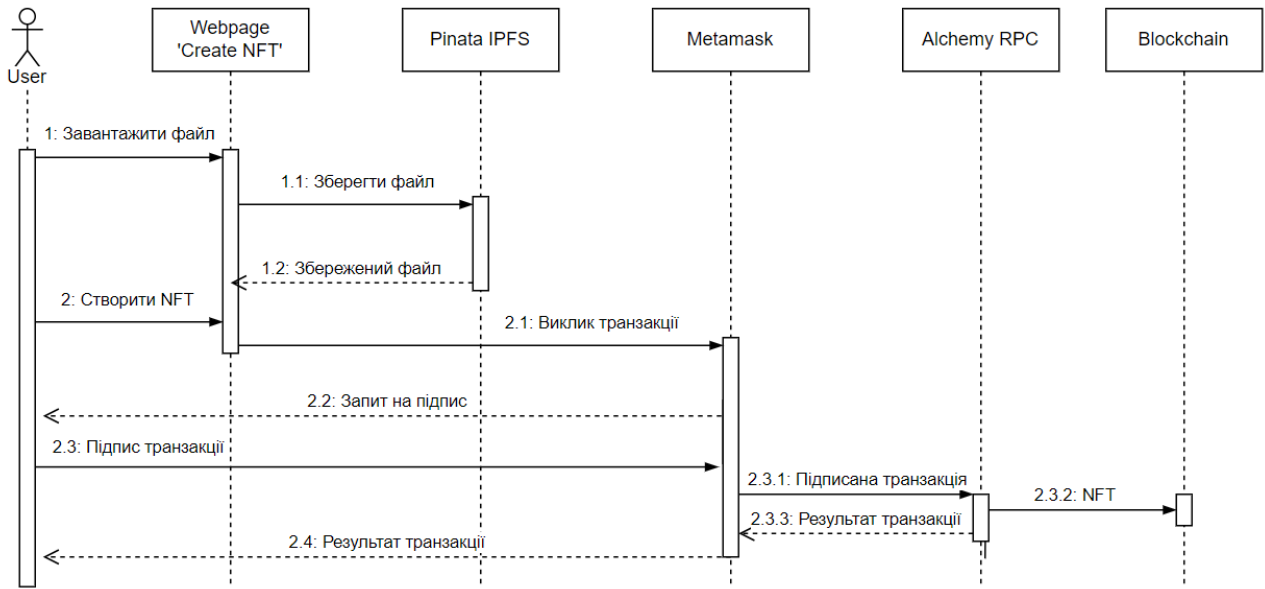 User
Webpage
'Create NFT'
Pinata IPFS
Metamask
Alchemy RPC
Blockchain
1: Завантажити файл
1.1: Зберегти файл
1.2: Збережений файл
2: Створити NFT
2.1: Виклик транзакції
2.2: Запит на підпис
2.3: Підпис транзакції
2.3.1: Підписана транзакція
2.3.2: NFT
2.3.3: Результат транзакції
2.4: Результат транзакції